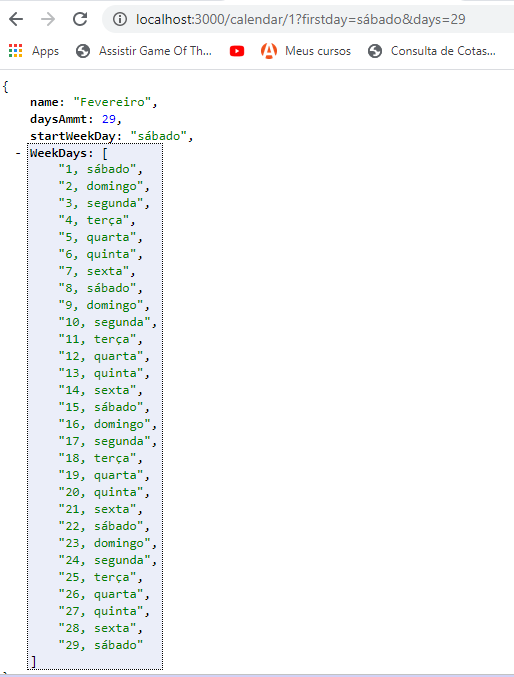 localhost:3000/calendar/1?firstday=sábado&days=29
Apps Assistir Game Of Th... Meus cursos Consulta de Cotas...
{
name: "Fevereiro",
daysAmmt: 29,
startWeekDay: "sábado",
- WeekDays: [
"1, sábado",
"2, domingo",
"3, segunda",
"4, terça",
"5, quarta",
"6, quinta",
"7, sexta",
"8, sábado",
"9, domingo",
"10, segunda",
"11, terça",
"12, quarta",
"13, quinta",
"14, sexta",
"15, sábado",
"16, domingo",
"17, segunda",
"18, terça",
"19, quarta",
"20, quinta",
"21, sexta",
"22, sábado",
"23, domingo",
"24, segunda",
"25, terça",
"26, quarta",
"27, quinta",
"28, sexta",
"29, sábado"
]